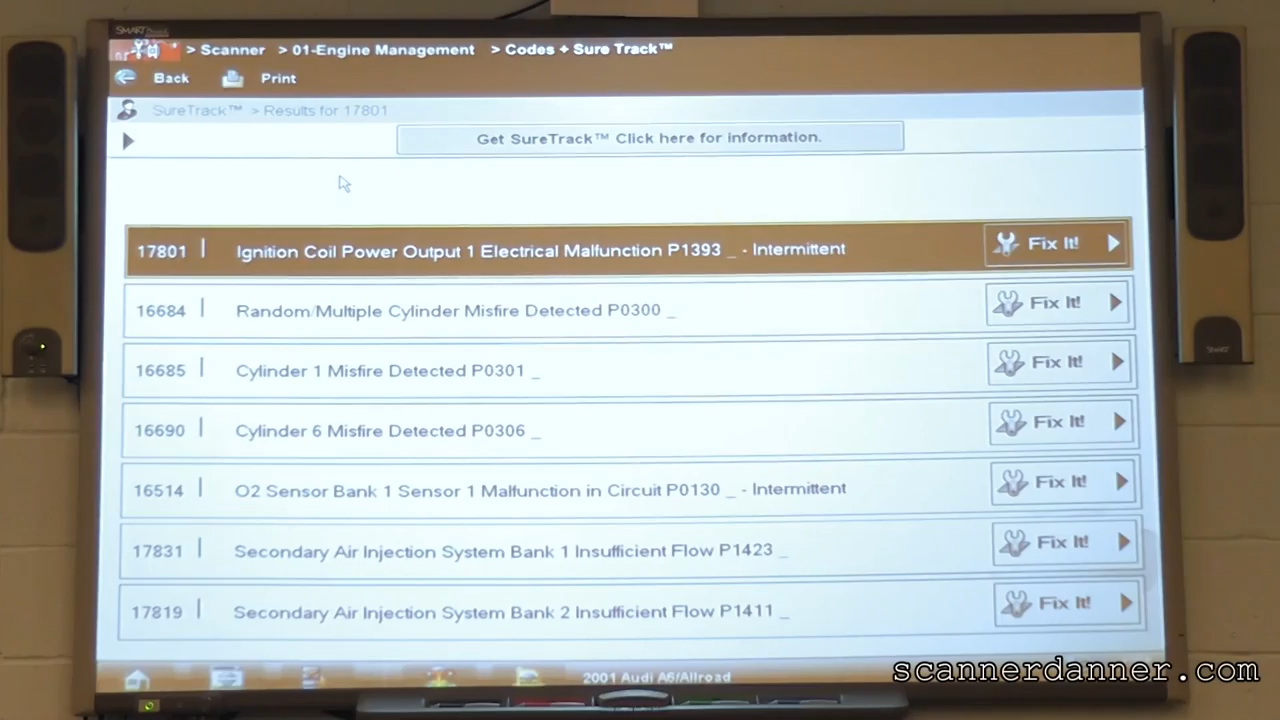 SMART
> Scanner > 01-Engine Management > Codes + Sure Track™
Back Print
SureTrack™ > Results for 17801
Get SureTrack™ Click here for information.
17801 | Ignition Coil Power Output 1 Electrical Malfunction P1393 _ - Intermittent Fix It!
16684 | Random/Multiple Cylinder Misfire Detected P0300 _ Fix It!
16685 | Cylinder 1 Misfire Detected P0301 _ Fix It!
16690 | Cylinder 6 Misfire Detected P0306 _ Fix It!
16514 | O2 Sensor Bank 1 Sensor 1 Malfunction in Circuit P0130 _ - Intermittent Fix It!
17831 | Secondary Air Injection System Bank 1 Insufficient Flow P1423 _ Fix It!
17819 | Secondary Air Injection System Bank 2 Insufficient Flow P1411 _ Fix It!
2001 Audi A6/Allroad
SMART
scannerdanner.com